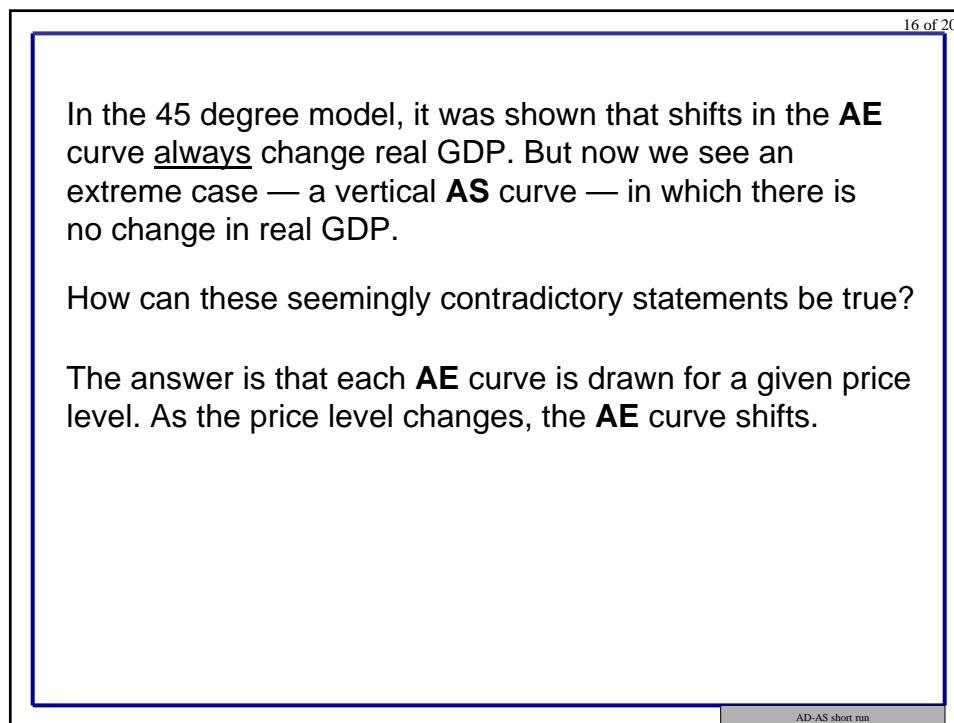 16 of 20
In the 45 degree model, it was shown that shifts in the AE
curve always change real GDP. But now we see an
extreme case — a vertical AS curve — in which there is
no change in real GDP.
How can these seemingly contradictory statements be true?
The answer is that each AE curve is drawn for a given price
level. As the price level changes, the AE curve shifts.
AD-AS short run